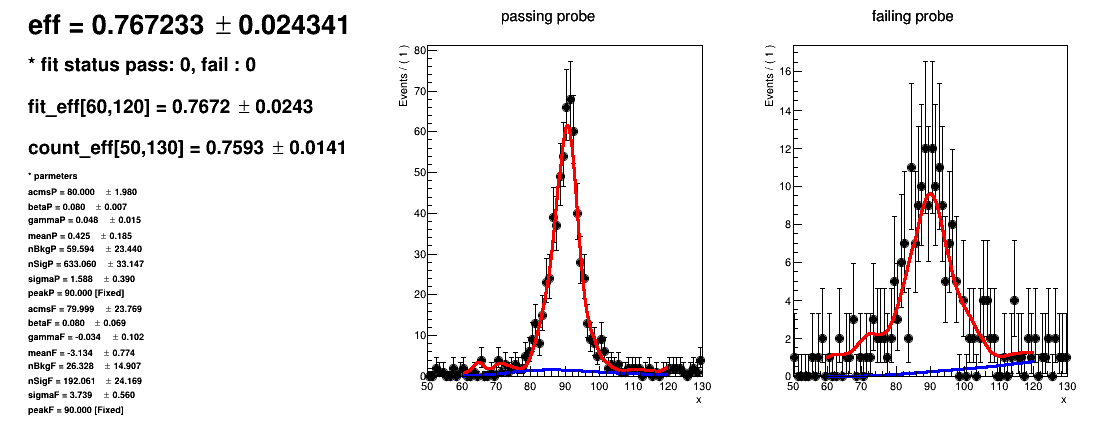 eff = 0.767233 ± 0.024341
* fit status pass: 0, fail : 0
fit_eff[60,120] = 0.7672 ± 0.0243
count_eff[50,130] = 0.7593 ± 0.0141
* parmeters
acmsP = 80.000 ± 1.980
betaP = 0.080 ± 0.007
gammaP = 0.048 ± 0.015
meanP = 0.425 ± 0.185
nBkgP = 59.594 ± 23.440
nSigP = 633.060 ± 33.147
sigmaP = 1.588 ± 0.390
peakP = 90.000 [Fixed]
acmsF = 79.999 ± 23.769
betaF = 0.080 ± 0.069
gammaF = -0.034 ± 0.102
meanF = -3.134 ± 0.774
nBkgF = 26.328 ± 14.907
nSigF = 192.061 ± 24.169
sigmaF = 3.739 ± 0.560
peakF = 90.000 [Fixed]
passing probe
Events / ( 1 )
80
70
60
50
40
30
20
10
0
50 60 70 80 90 100 110 120 130
x
failing probe
Events / ( 1 )
16
14
12
10
8
6
4
2
0
50 60 70 80 90 100 110 120 130
x